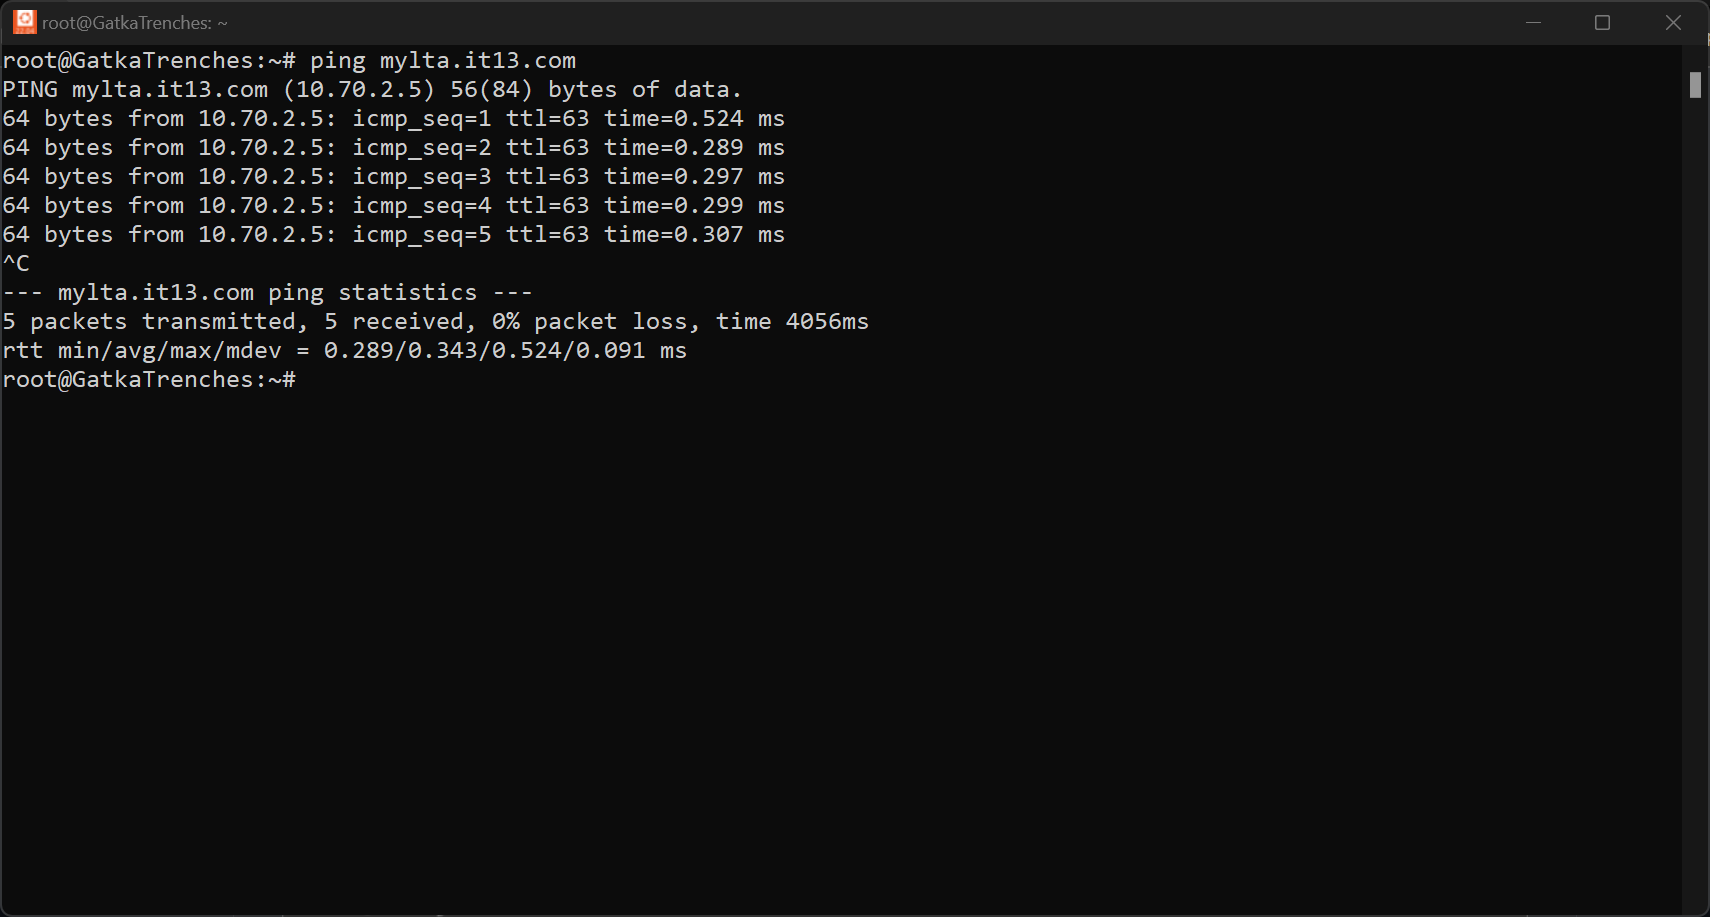 root@GatkaTrenches: ~
root@GatkaTrenches:~# ping mylta.it13.com
PING mylta.it13.com (10.70.2.5) 56(84) bytes of data.
64 bytes from 10.70.2.5: icmp_seq=1 ttl=63 time=0.524 ms
64 bytes from 10.70.2.5: icmp_seq=2 ttl=63 time=0.289 ms
64 bytes from 10.70.2.5: icmp_seq=3 ttl=63 time=0.297 ms
64 bytes from 10.70.2.5: icmp_seq=4 ttl=63 time=0.299 ms
64 bytes from 10.70.2.5: icmp_seq=5 ttl=63 time=0.307 ms
^C
--- mylta.it13.com ping statistics ---
5 packets transmitted, 5 received, 0% packet loss, time 4056ms
rtt min/avg/max/mdev = 0.289/0.343/0.524/0.091 ms
root@GatkaTrenches:~#